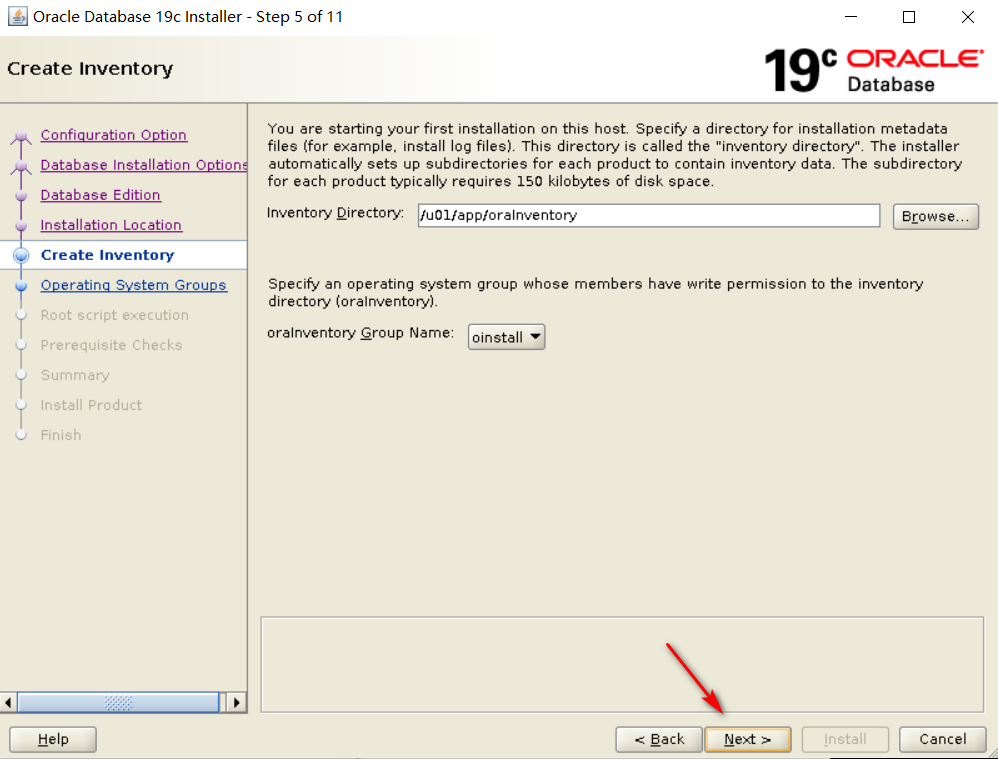 Oracle Database 19c Installer - Step 5 of 11
Create Inventory
19c ORACLE
Database
Configuration Option
Database Installation Options
Database Edition
Installation Location
Create Inventory
Operating System Groups
Root script execution
Prerequisite Checks
Summary
Install Product
Finish
You are starting your first installation on this host. Specify a directory for installation metadata
files (for example, install log files). This directory is called the "inventory directory". The installer
automatically sets up subdirectories for each product to contain inventory data. The subdirectory
for each product typically requires 150 kilobytes of disk space.
Inventory Directory: /u01/app/oraInventory Browse...
Specify an operating system group whose members have write permission to the inventory
directory (oraInventory).
oraInventory Group Name: oinstall
Help < Back Next > Install Cancel